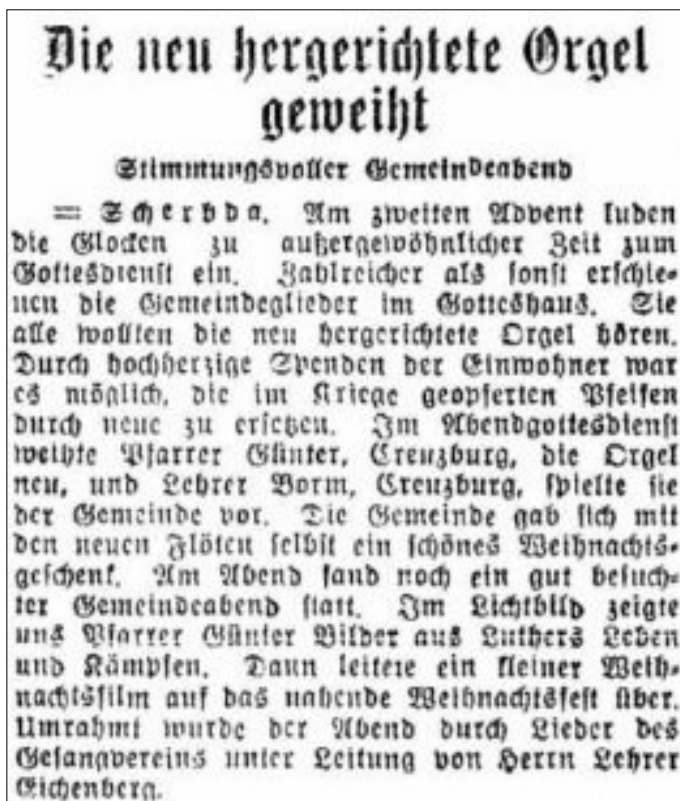 Die neu hergerichtete Orgel
geweiht
Stimmungsvoller Gemeindeabend
= Scherbda. Am zweiten Advent luden
die Glocken zu außergewöhnlicher Zeit zum
Gottesdienst ein. Zahlreicher als sonst erschie-
nen die Gemeindeglieder im Gotteshaus. Sie
alle wollten die neu hergerichtete Orgel hören.
Durch hochherzige Spenden der Einwohner war
es möglich, die im Kriege geopferten Pfeifen
durch neue zu ersetzen. Im Abendgottesdienst
weihte Pfarrer Günter, Creuzburg, die Orgel
neu, und Lehrer Borm, Creuzburg, spielte sie
der Gemeinde vor. Die Gemeinde gab sich mit
den neuen Flöten selbst ein schönes Weihnachts-
geschenk. Am Abend fand noch ein gut besuch-
ter Gemeindeabend statt. Im Lichtbild zeigte
uns Pfarrer Günter Bilder aus Luthers Leben
und Kämpfen. Dann leitete ein kleiner Weih-
nachtsfilm auf das nahende Weihnachtsfest über.
Umrahmt wurde der Abend durch Lieder des
Gesangvereins unter Leitung von Herrn Lehrer
Eichenberg.